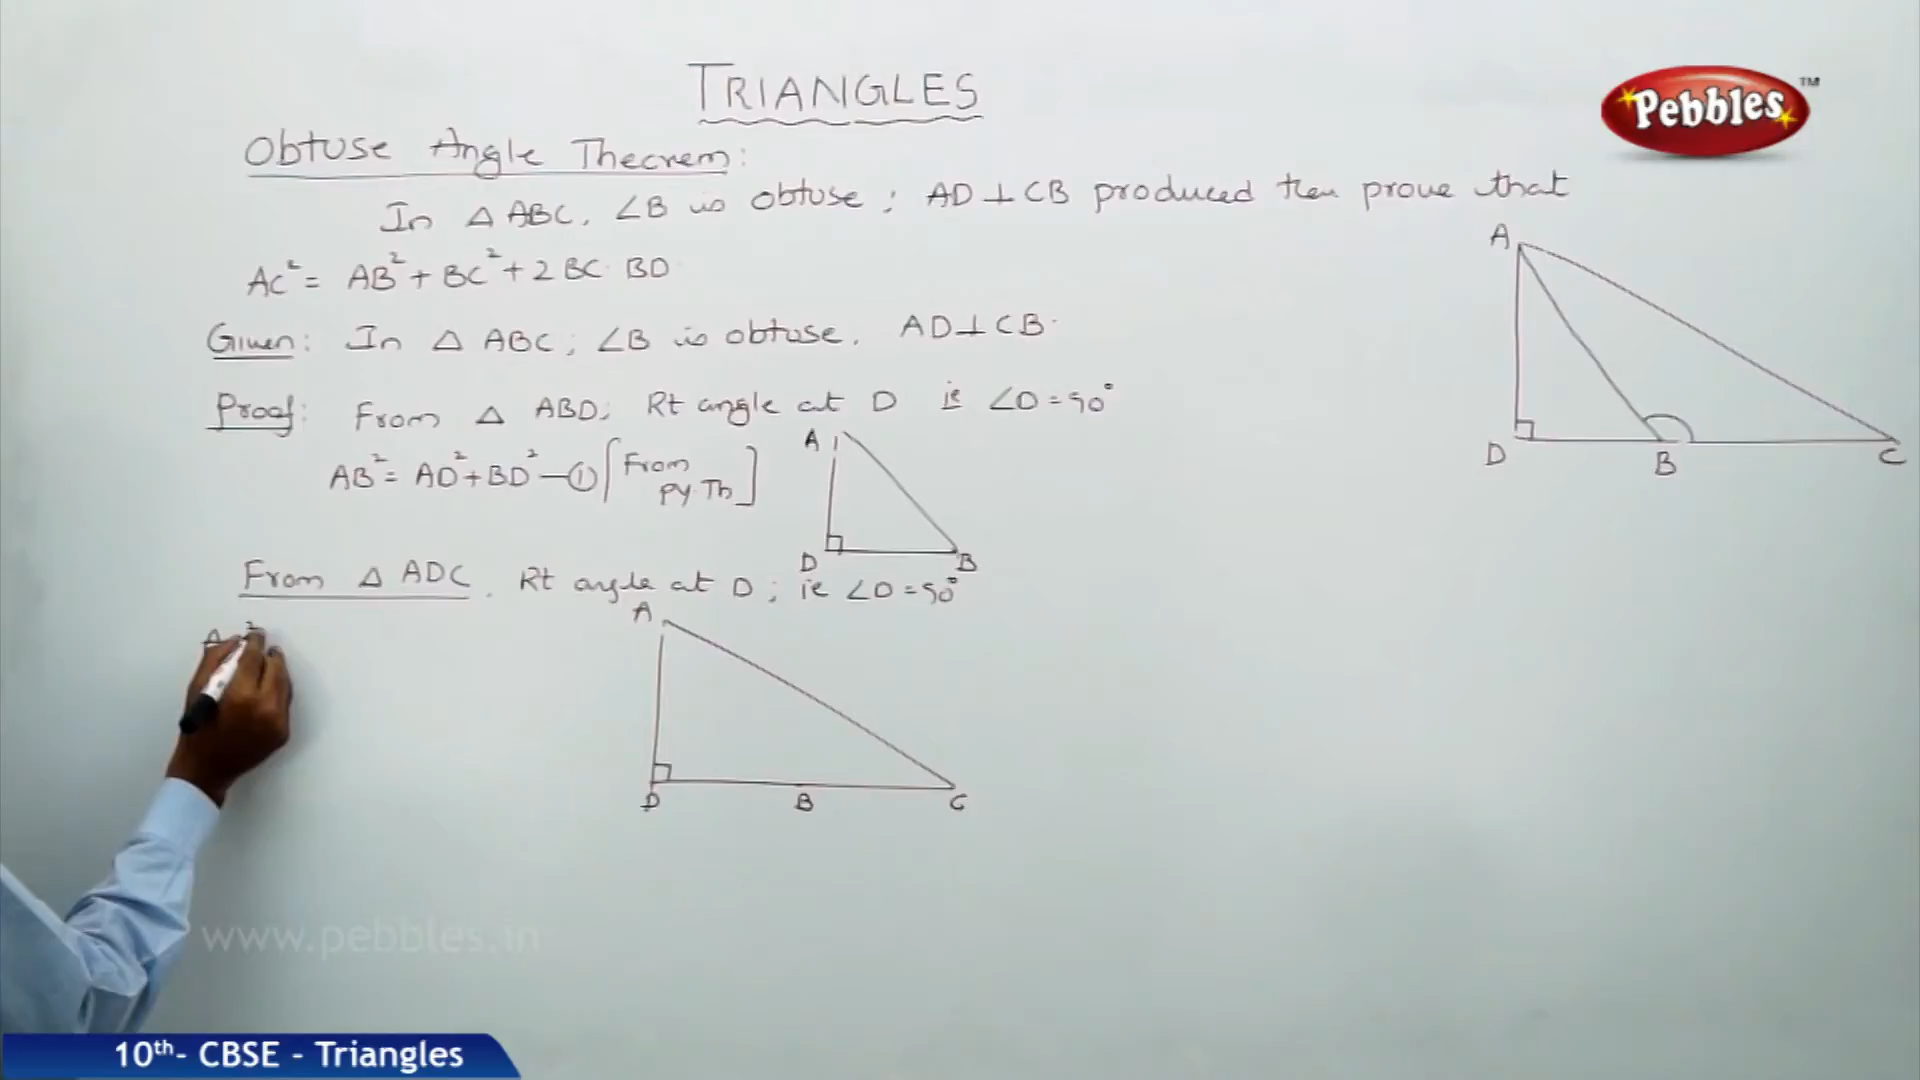 TRIANGLES
Pebbles™
Obtuse Angle Theorem:
In △ ABC, ∠B is obtuse; AD⊥CB produced then prove that
AC² = AB² + BC² + 2 BC·BD
Given: In △ ABC; ∠B is obtuse. AD⊥CB.
Proof: From △ ABD; Rt angle at D ie ∠D = 90°
AB² = AD² + BD² — ① [From Py.Th]
A
D
B
A
D
B
C
From △ ADC. Rt angle at D; ie ∠D = 90°
A
D
B
C
www.pebbles.in
10th- CBSE - Triangles